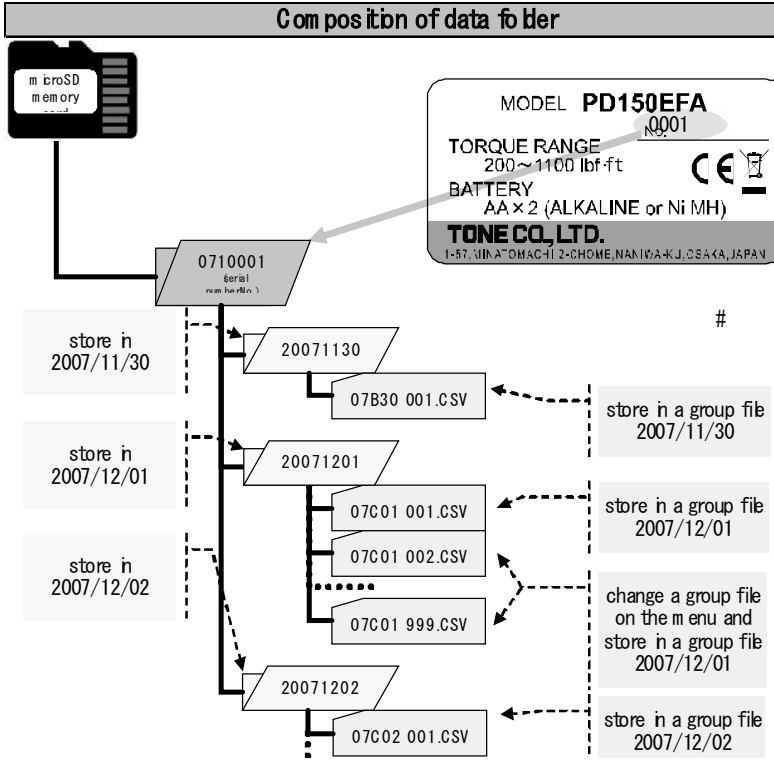 Composition of data folder
microSD
memory
MODEL PD150EFA
No. 0001
TORQUE RANGE
200~1100 lbf·ft
BATTERY
AA×2 (ALKALINE or Ni MH)
TONE CO., LTD.
1-57, MINATOMACHI 2-CHOME, NANIWA-KU, OSAKA, JAPAN
0710001
(serial
numberNo.)
#
store in
2007/11/30
20071130
07B30 001.CSV
store in a group file
2007/11/30
store in
2007/12/01
20071201
07C01 001.CSV
store in a group file
2007/12/01
07C01 002.CSV
store in
2007/12/02
change a group file
on the menu and
store in a group file
2007/12/01
07C01 999.CSV
20071202
07C02 001.CSV
store in a group file
2007/12/02